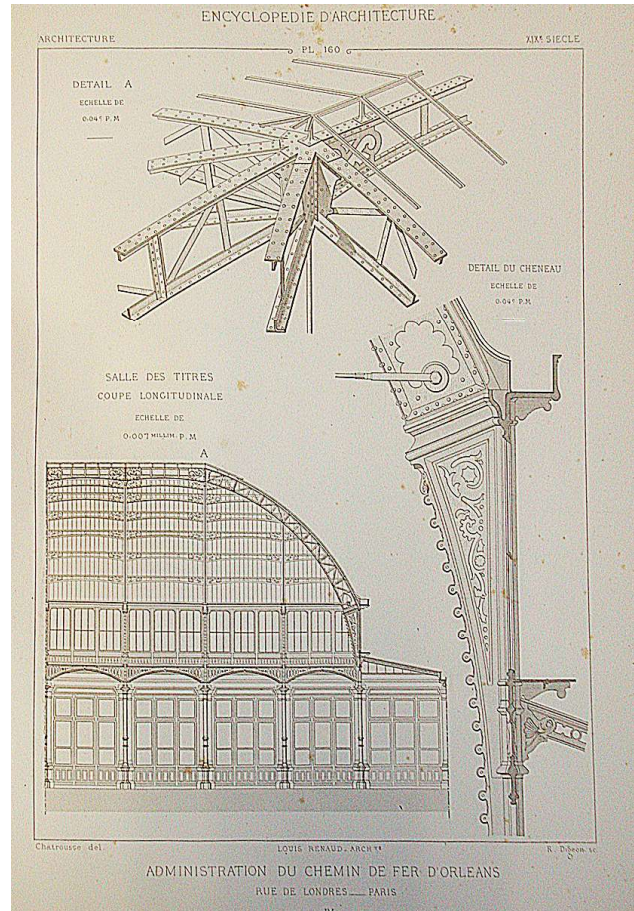 ENCYCLOPEDIE D'ARCHITECTURE
ARCHITECTURE
PL 160
XIXE SIECLE
DETAIL A
ECHELLE DE
0.04c P.M
DETAIL DU CHENEAU
ECHELLE DE
0.04c P.M
SALLE DES TITRES
COUPE LONGITUDINALE
ECHELLE DE
0.007 MILLIM. P.M
A
Chatrousse del.
LOUIS RENAUD. ARCHTE
ADMINISTRATION DU CHEMIN DE FER D'ORLEANS
RUE DE LONDRES__PARIS